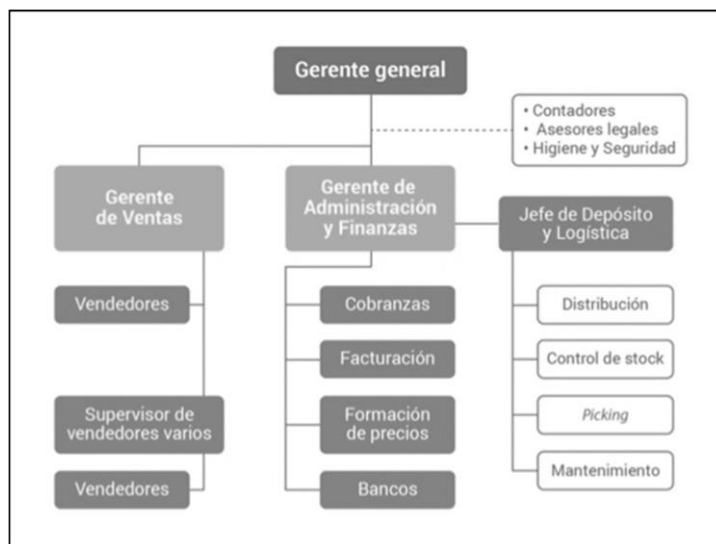 Gerente general
• Contadores
• Asesores legales
• Higiene y Seguridad
Gerente
de Ventas
Gerente de
Administración
y Finanzas
Jefe de Depósito
y Logística
Vendedores
Supervisor de
vendedores varios
Vendedores
Cobranzas
Facturación
Formación
de precios
Bancos
Distribución
Control de stock
Picking
Mantenimiento